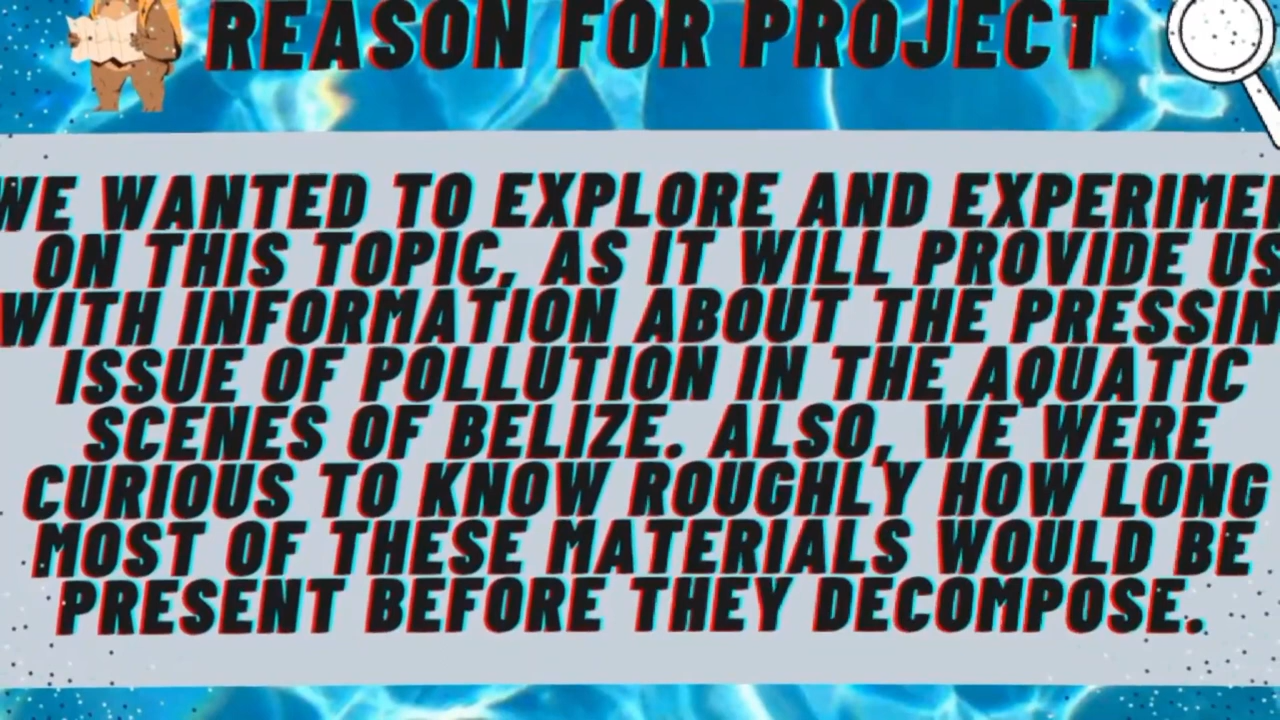 REASON FOR PROJECT
WE WANTED TO EXPLORE AND EXPERIMEN
ON THIS TOPIC, AS IT WILL PROVIDE US
WITH INFORMATION ABOUT THE PRESSIN
ISSUE OF POLLUTION IN THE AQUATIC
SCENES OF BELIZE. ALSO, WE WERE
CURIOUS TO KNOW ROUGHLY HOW LONG
MOST OF THESE MATERIALS WOULD BE
PRESENT BEFORE THEY DECOMPOSE.